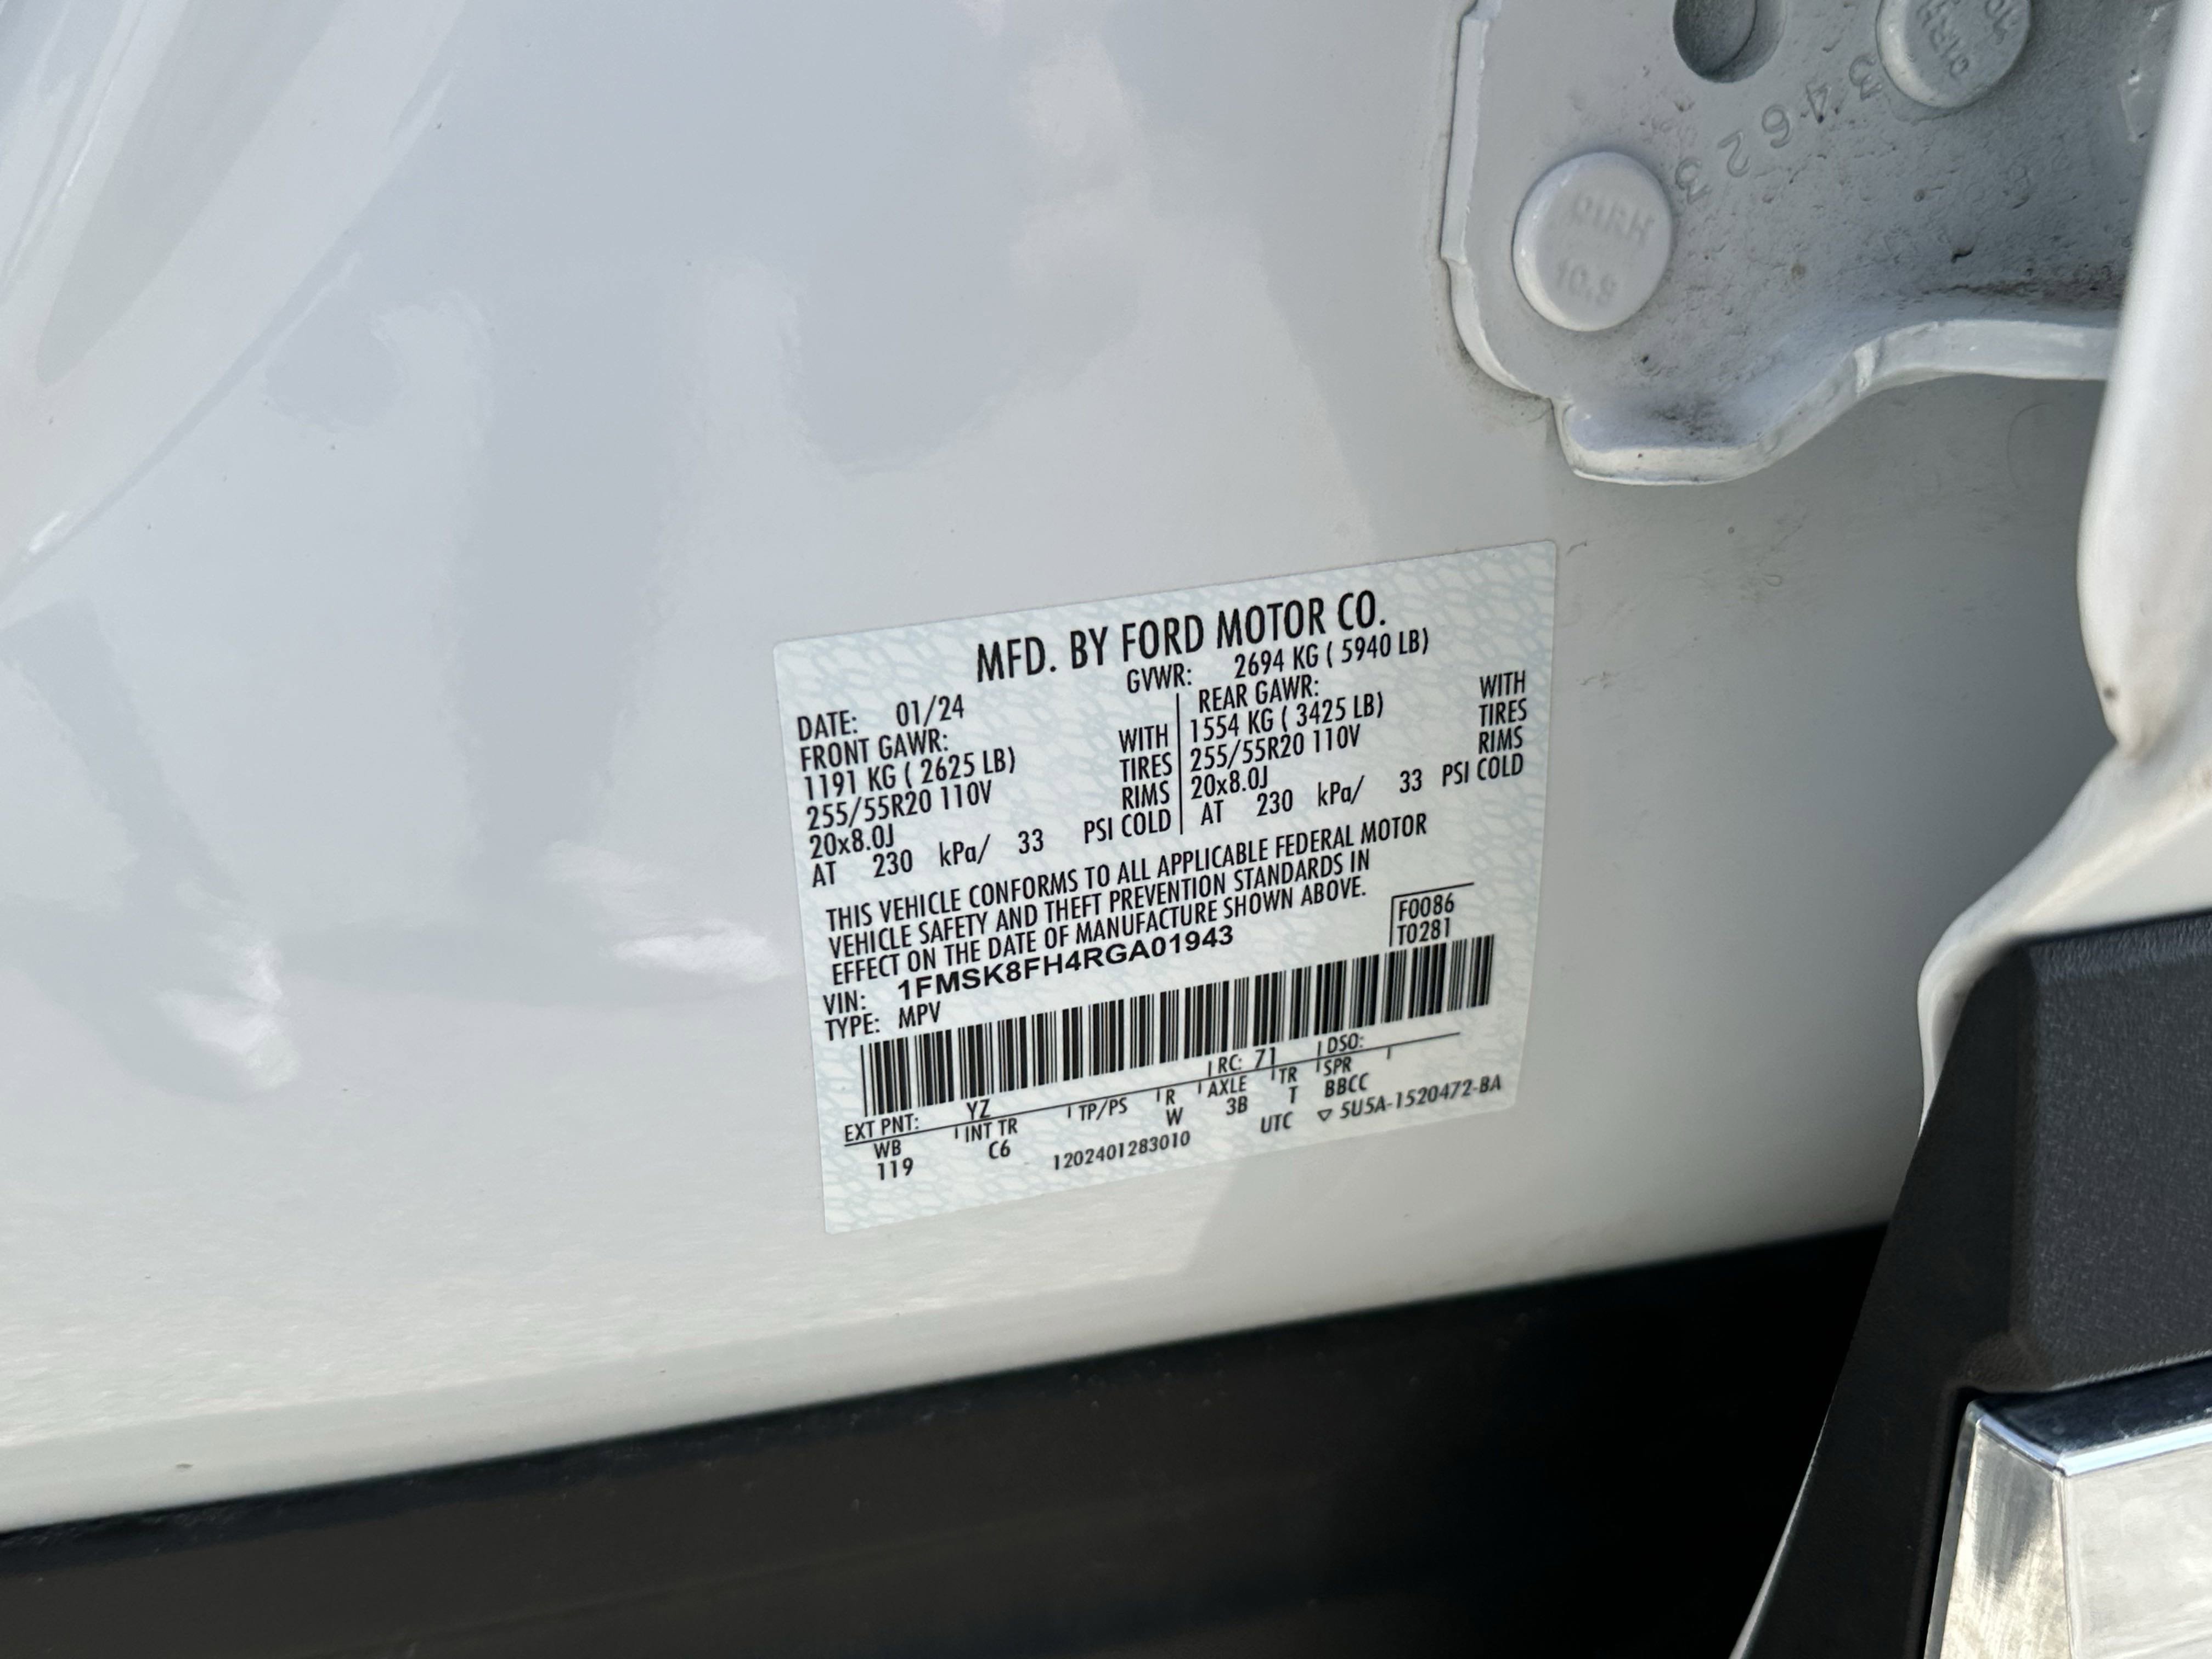 3462 3
10.9
MFD. BY FORD MOTOR CO.
DATE: 01/24 GVWR: 2694 KG ( 5940 LB)
FRONT GAWR: REAR GAWR:
1191 KG ( 2625 LB) WITH 1554 KG ( 3425 LB) WITH
255/55R20 110V TIRES 255/55R20 110V TIRES
20x8.0J RIMS 20x8.0J RIMS
AT 230 kPa/ 33 PSI COLD AT 230 kPa/ 33 PSI COLD
THIS VEHICLE CONFORMS TO ALL APPLICABLE FEDERAL MOTOR
VEHICLE SAFETY AND THEFT PREVENTION STANDARDS IN
EFFECT ON THE DATE OF MANUFACTURE SHOWN ABOVE.
VIN: 1FMSK8FH4RGA01943
TYPE: MPV
F0086
T0281
EXT PNT: YZ RC: 71 DSO:
WB INT TR TP/PS R AXLE TR SPR
119 C6 W 3B T BBCC
1202401283010 UTC ▽ 5U5A-1520472-BA